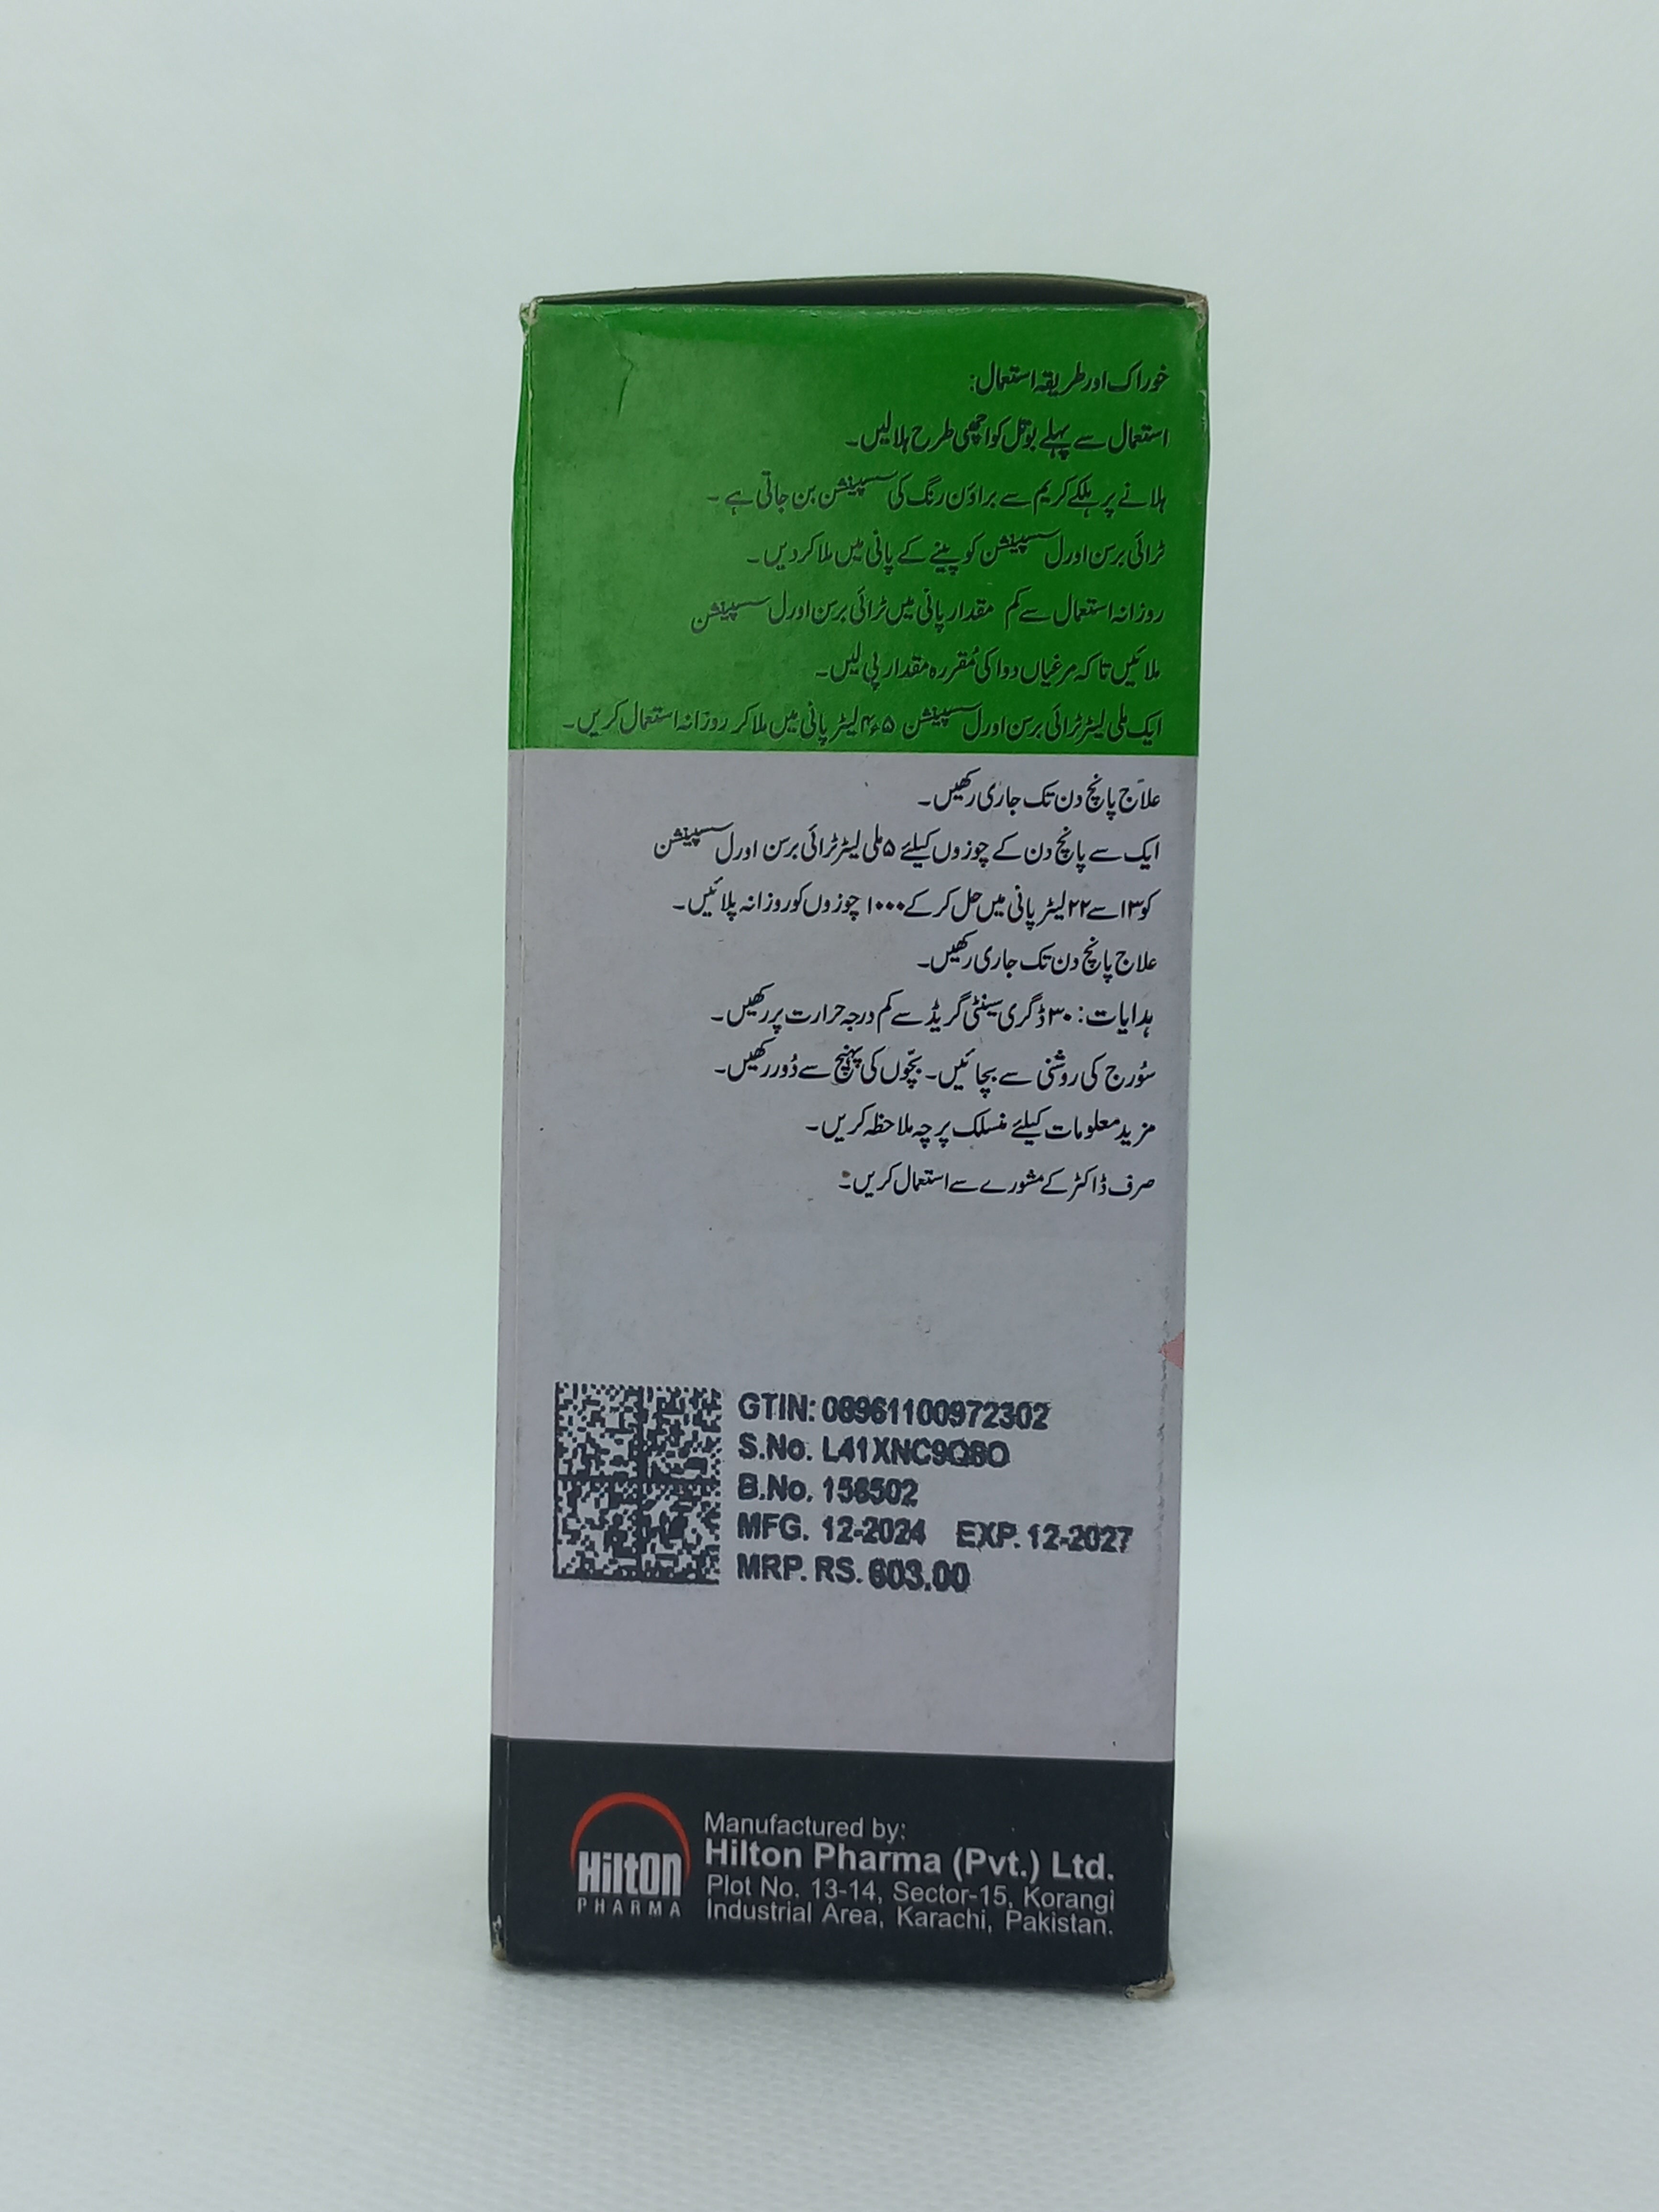 خوراک اور طریقہ استعمال:
استعمال سے پہلے بوتل کو اچھی طرح ہلالیں۔
ہلانے پر ہلکے کریم سے براؤن رنگ کی سسپینشن بن جاتی ہے۔
ٹرائی برسن اورل سسپینشن کو پینے کے پانی میں ملا کر دیں۔
روزانہ استعمال سے کم مقدار پانی میں ٹرائی برسن اورل سسپینشن
ملائیں تاکہ مرغیاں دوا کی مُقررہ مقدار پی لیں۔
ایک ملی لیٹر ٹرائی برسن اورل سسپینشن ۴ء۵ لیٹر پانی میں ملا کر روزانہ استعمال کریں۔
علاج پانچ دن تک جاری رکھیں۔
ایک سے پانچ دن کے چوزوں کیلئے ۵ ملی لیٹر ٹرائی برسن اورل سسپینشن
کو ۱۳ سے ۲۲ لیٹر پانی میں حل کر کے ۱۰۰۰ چوزوں کو روزانہ پلائیں۔
علاج پانچ دن تک جاری رکھیں۔
ہدایات: ۳۰ ڈگری سینٹی گریڈ سے کم درجہ حرارت پر رکھیں۔
سُورج کی روشنی سے بچائیں۔ بچّوں کی پہنچ سے دُور رکھیں۔
مزید معلومات کیلئے منسلک پرچہ ملاحظہ کریں۔
صرف ڈاکٹر کے مشورے سے استعمال کریں۔
GTIN: 08961100972302
S.No.
B.No. 156502
MFG. 12-2024 EXP. 12-2027
MRP. RS. 603.00
Hilton
PHARMA
Manufactured by:
Hilton Pharma (Pvt.) Ltd.
Plot No. 13-14, Sector-15, Korangi
Industrial Area, Karachi, Pakistan.